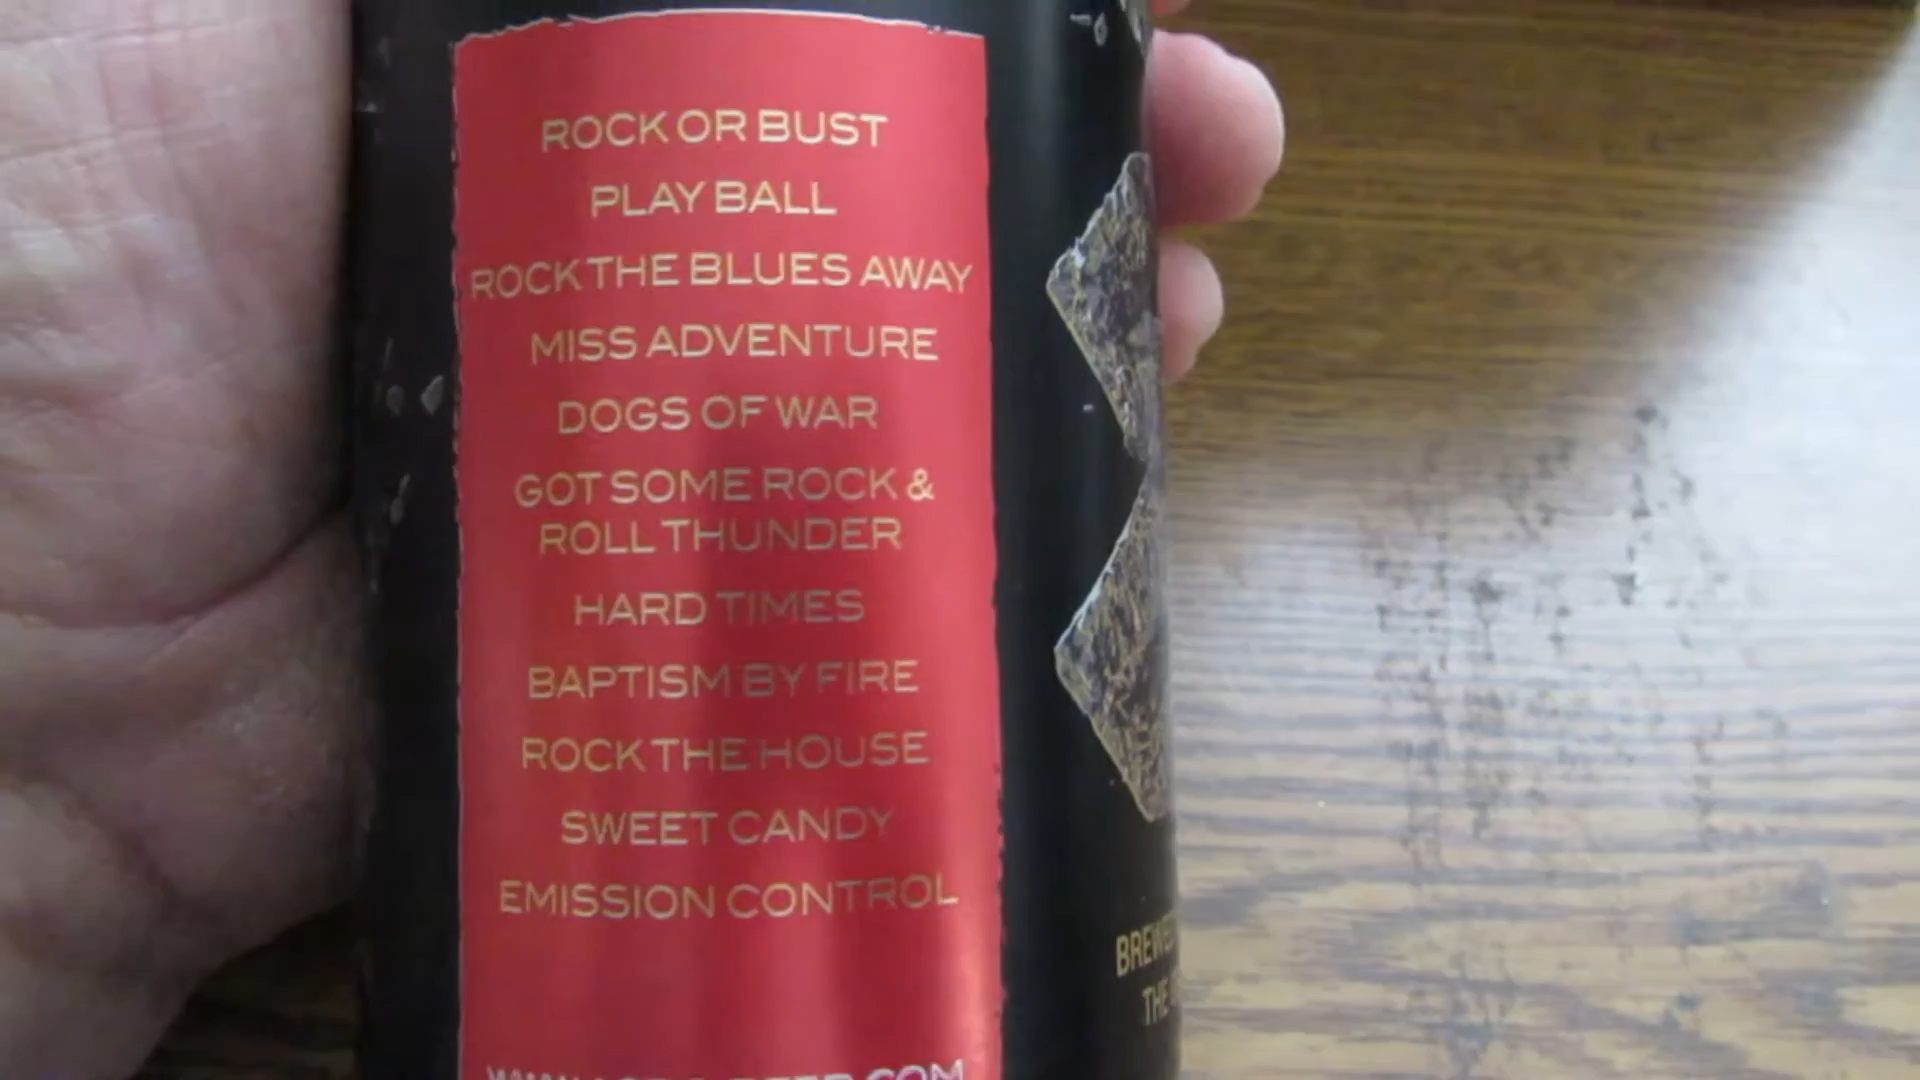 ROCK OR BUST
PLAY BALL
ROCK THE BLUES AWAY
MISS ADVENTURE
DOGS OF WAR
GOT SOME ROCK &
ROLL THUNDER
HARD TIMES
BAPTISM BY FIRE
ROCK THE HOUSE
SWEET CANDY
EMISSION CONTROL
THE